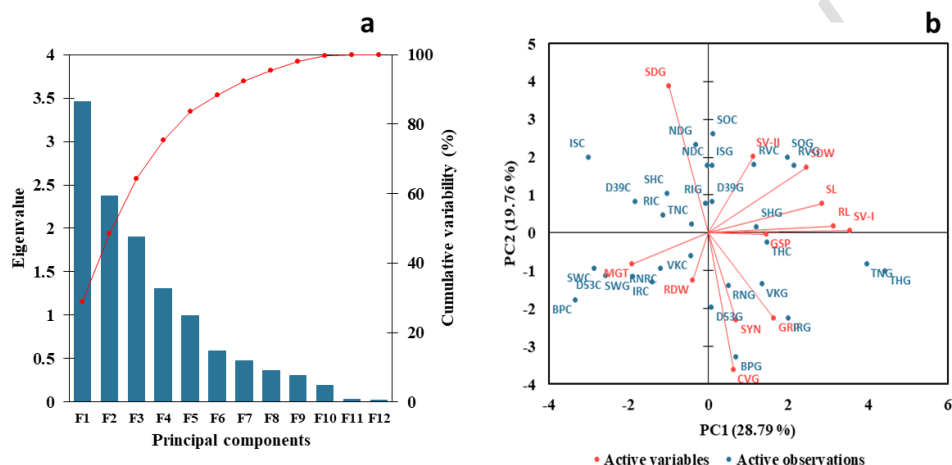 a
Eigenvalue
4
3.5
3
2.5
2
1.5
1
0.5
0
100
80
60
40
20
0
Cumulative variability (%)
F1 F2 F3 F4 F5 F6 F7 F8 F9 F10 F11 F12
Principal components
b
PC2 (19.76 %)
5
4
3
2
1
0
-1
-2
-3
-4
SDG
SOC
NDG
SV-II
SOG
ISC
NDC ISG
RVC
RVG
SDW
SHC
D39C
RIG
D39G
SL
RIC
TNC
SHG
RL
SV-I
GSP
THC
VKC
MGT
SWC
TNG
D53C
SWG
RNRC
RDW
THG
IRC
RNG
VKG
BPC
D53G
SYN
GRI
IRG
BPG
CVG
-4 -2 0 2 4 6
PC1 (28.79 %)
Active variables Active observations